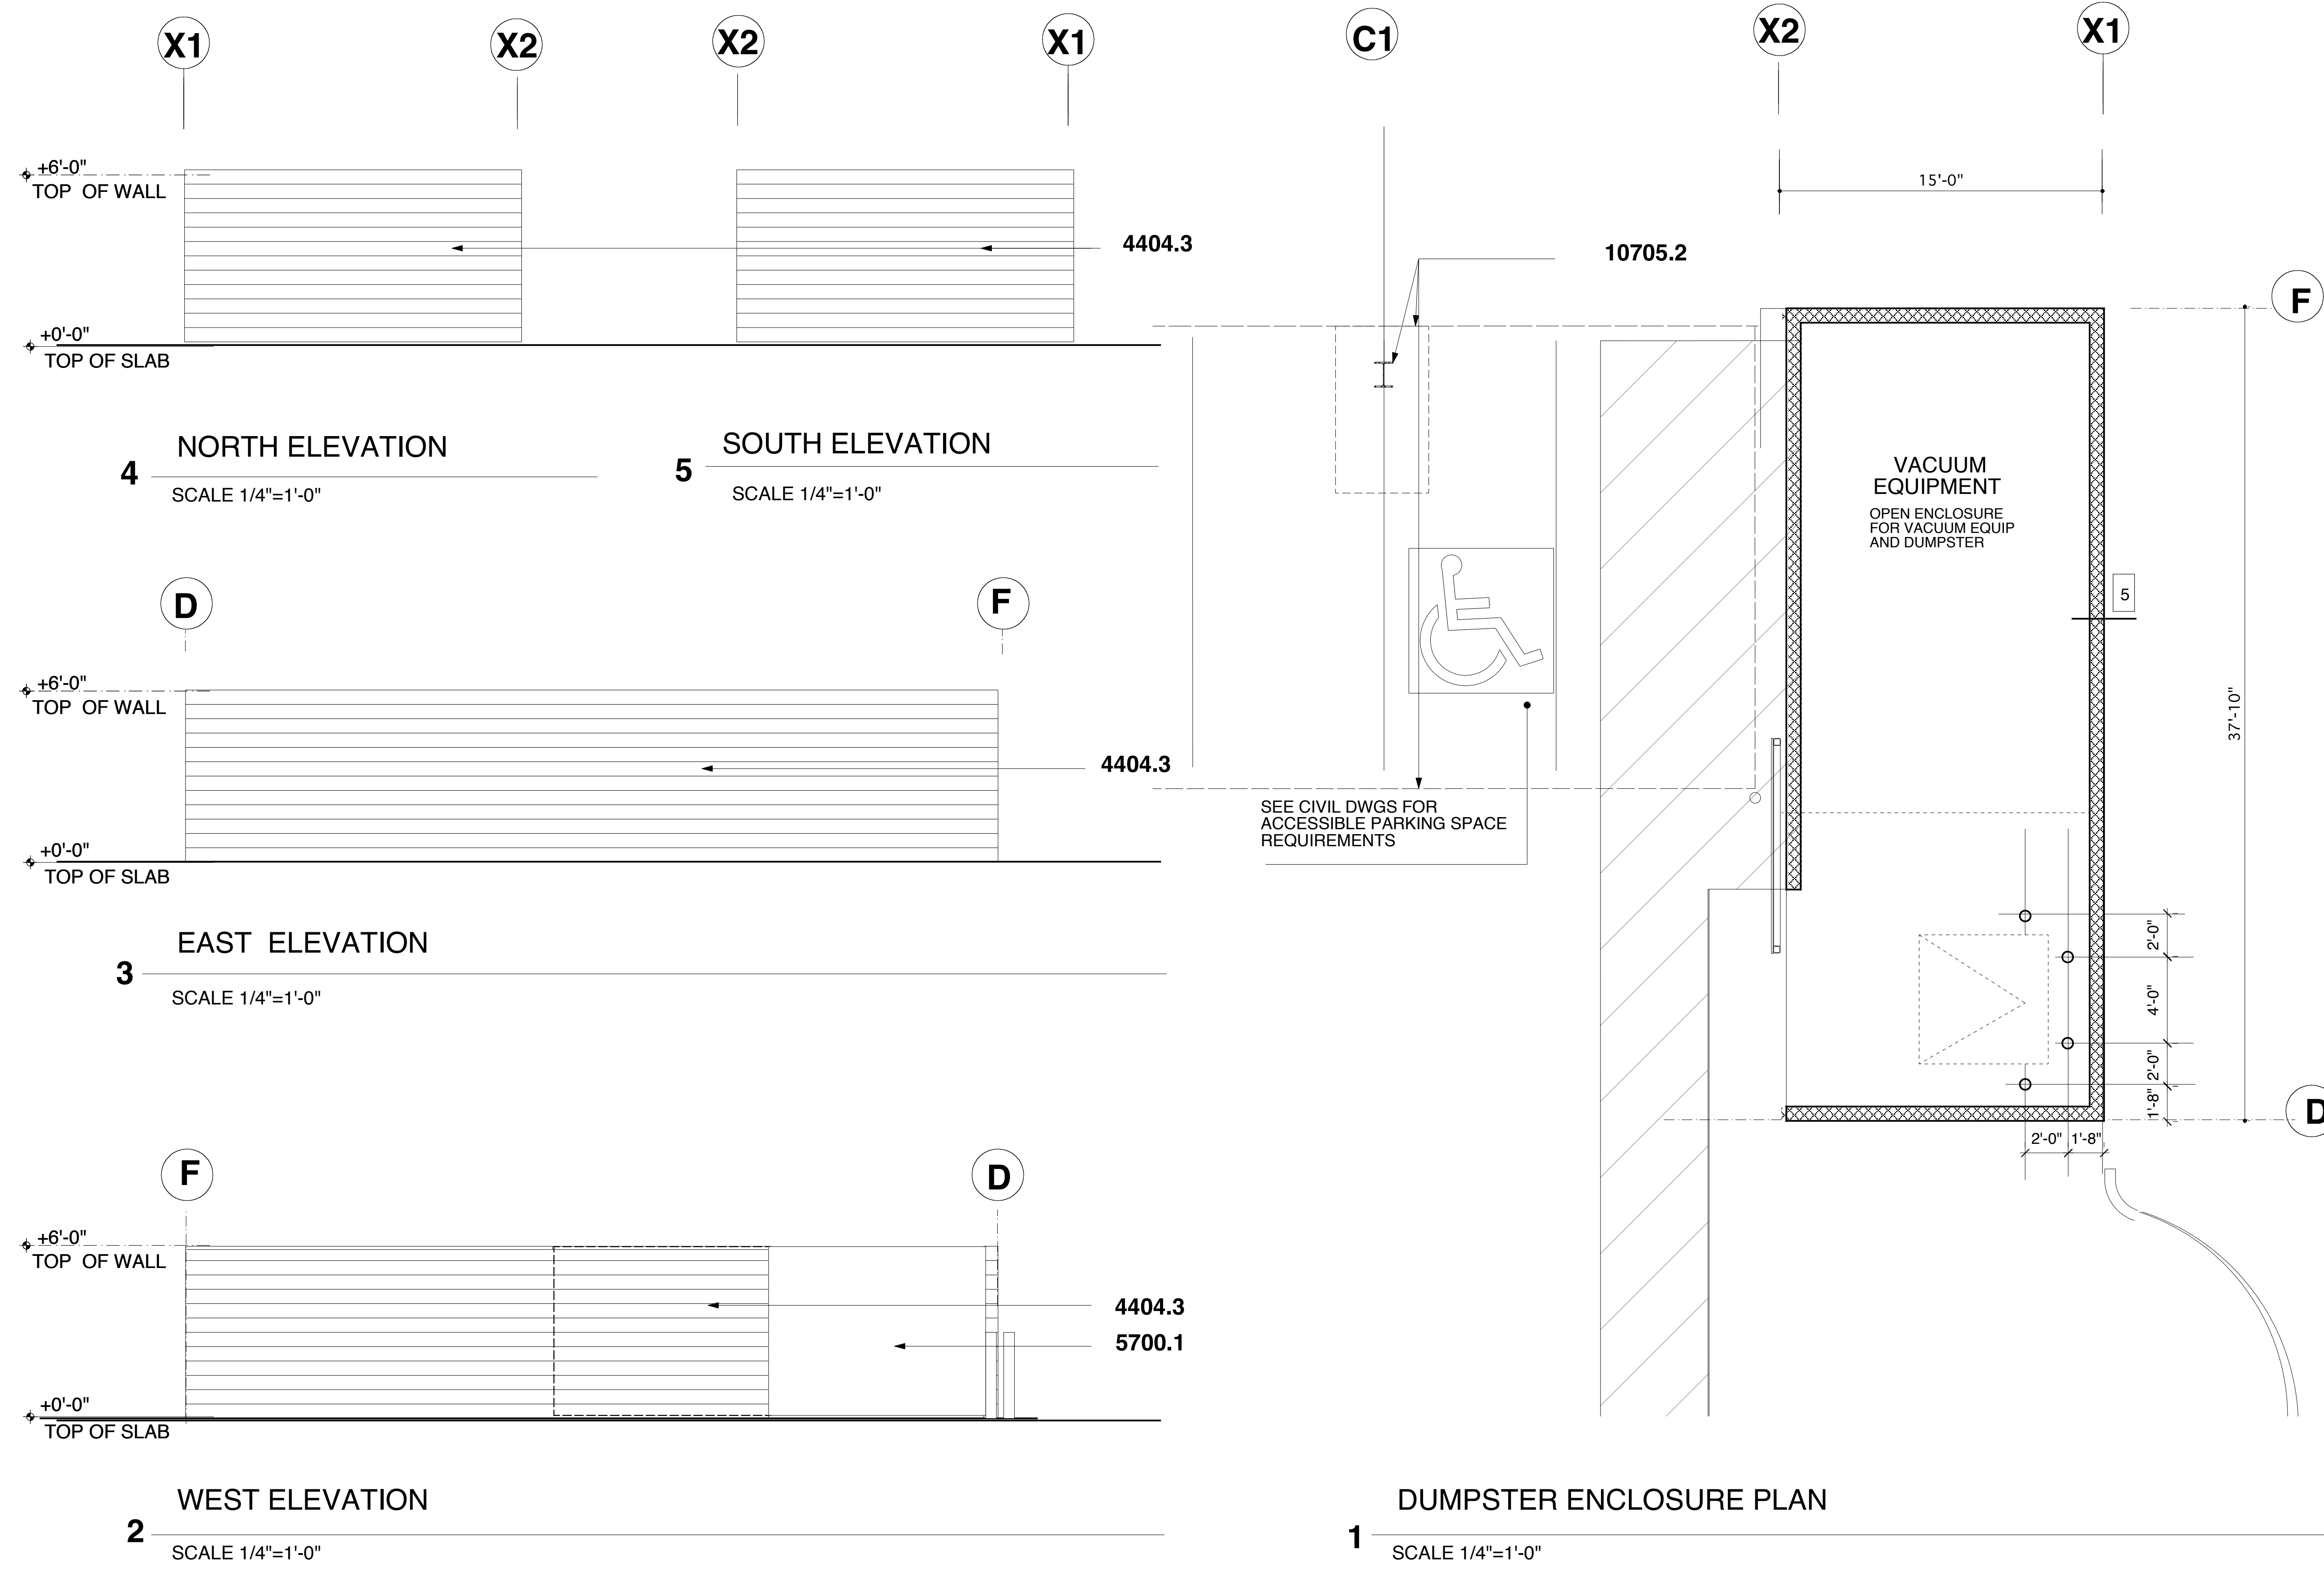 X1
X2
X2
X1
+6'-0"
TOP OF WALL
4404.3
+0'-0"
TOP OF SLAB
4
NORTH ELEVATION
SCALE 1/4"=1'-0"
5
SOUTH ELEVATION
SCALE 1/4"=1'-0"
D
F
+6'-0"
TOP OF WALL
4404.3
+0'-0"
TOP OF SLAB
3
EAST ELEVATION
SCALE 1/4"=1'-0"
F
D
+6'-0"
TOP OF WALL
4404.3
5700.1
+0'-0"
TOP OF SLAB
2
WEST ELEVATION
SCALE 1/4"=1'-0"
C1
X2
X1
15'-0"
10705.2
F
VACUUM
EQUIPMENT
OPEN ENCLOSURE
FOR VACUUM EQUIP
AND DUMPSTER
5
37'-10"
SEE CIVIL DWGS FOR
ACCESSIBLE PARKING SPACE
REQUIREMENTS
2'-0"
4'-0"
2'-0"
1'-8"
D
2'-0"
1'-8"
1
DUMPSTER ENCLOSURE PLAN
SCALE 1/4"=1'-0"